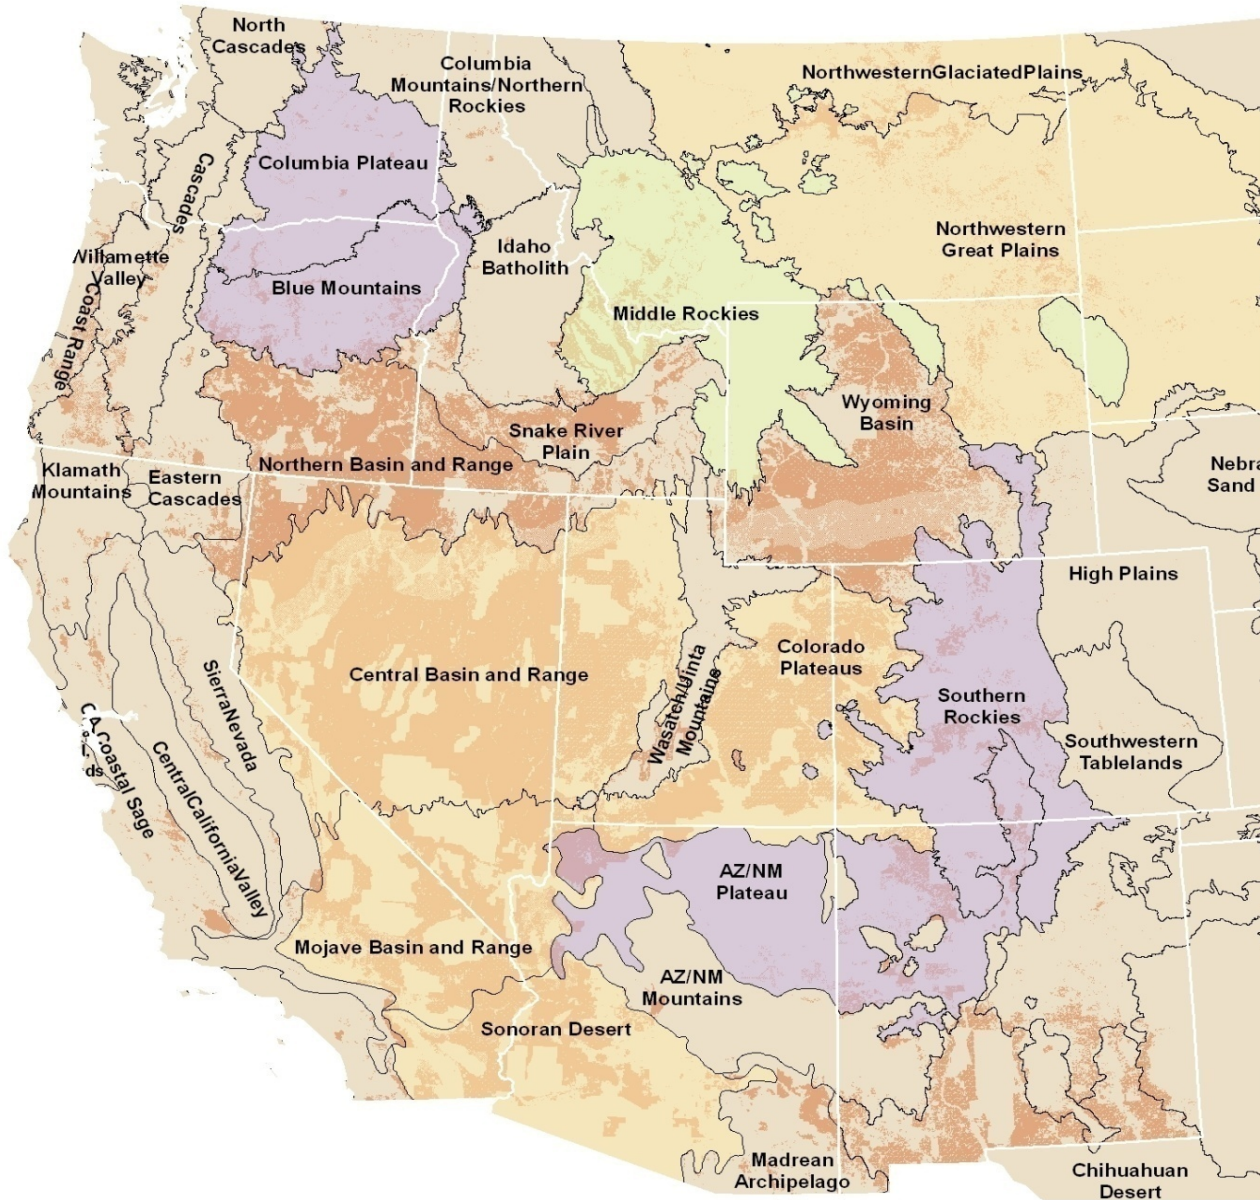 North
Cascades
Columbia
Mountains/Northern
Rockies
NorthwesternGlaciatedPlains
Columbia Plateau
Cascades
Willamette
Valley
Coast Range
Blue Mountains
Idaho
Batholith
Northwestern
Great Plains
Middle Rockies
Wyoming
Basin
Snake River
Plain
Northern Basin and Range
Klamath
Mountains
Eastern
Cascades
Nebra
Sand
High Plains
Central Basin and Range
Colorado
Plateaus
Wasatch/Uinta
Mountains
Southern
Rockies
Southwestern
Tablelands
SierraNevada
CA Coastal Sage
ds
CentralCaliforniaValley
AZ/NM
Plateau
Mojave Basin and Range
AZ/NM
Mountains
Sonoran Desert
Madrean
Archipelago
Chihuahuan
Desert